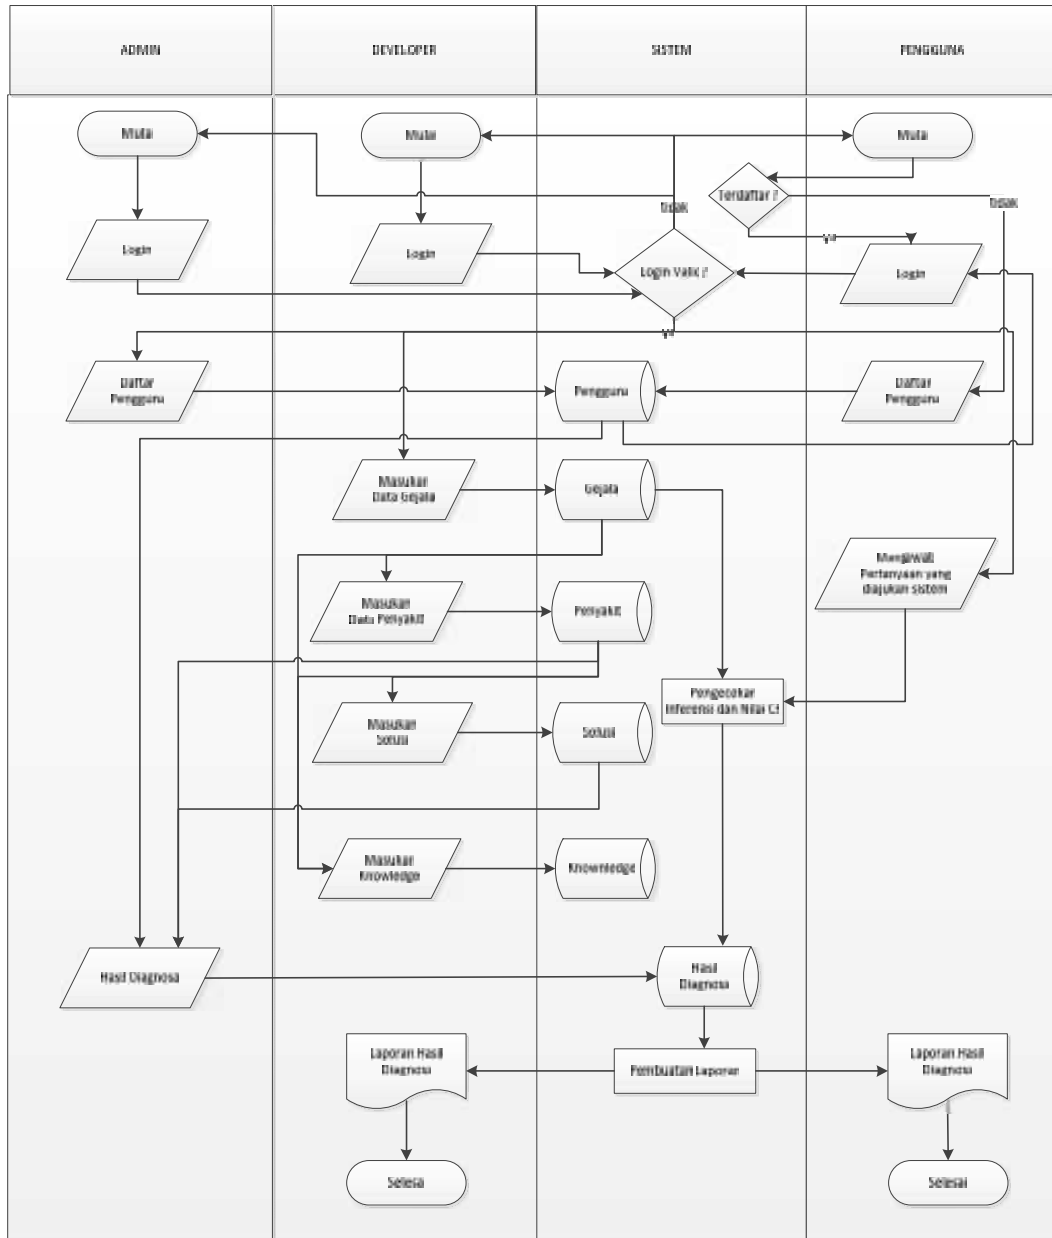 ADMIN
DEVELOPER
SISTEM
PENGGUNA
Mulai
Mulai
Mulai
Terdaftar ?
tidak
tidak
ya
Login
Login
Login Valid ?
Login
ya
Daftar
Pengguna
Pengguna
Daftar
Pengguna
Masukan
Data Gejala
Gejala
Menjawab
Pertanyaan yang
diajukan sistem
Masukan
Data Penyakit
Penyakit
Pengecekan
Inferensi dan Nilai CF
Masukan
Solusi
Solusi
Masukan
Knowledge
Knownledge
Hasil Diagnosa
Hasil
Diagnosa
Laporan Hasil
Diagnosa
Pembuatan Laporan
Laporan Hasil
Diagnosa
Selesai
Selesai